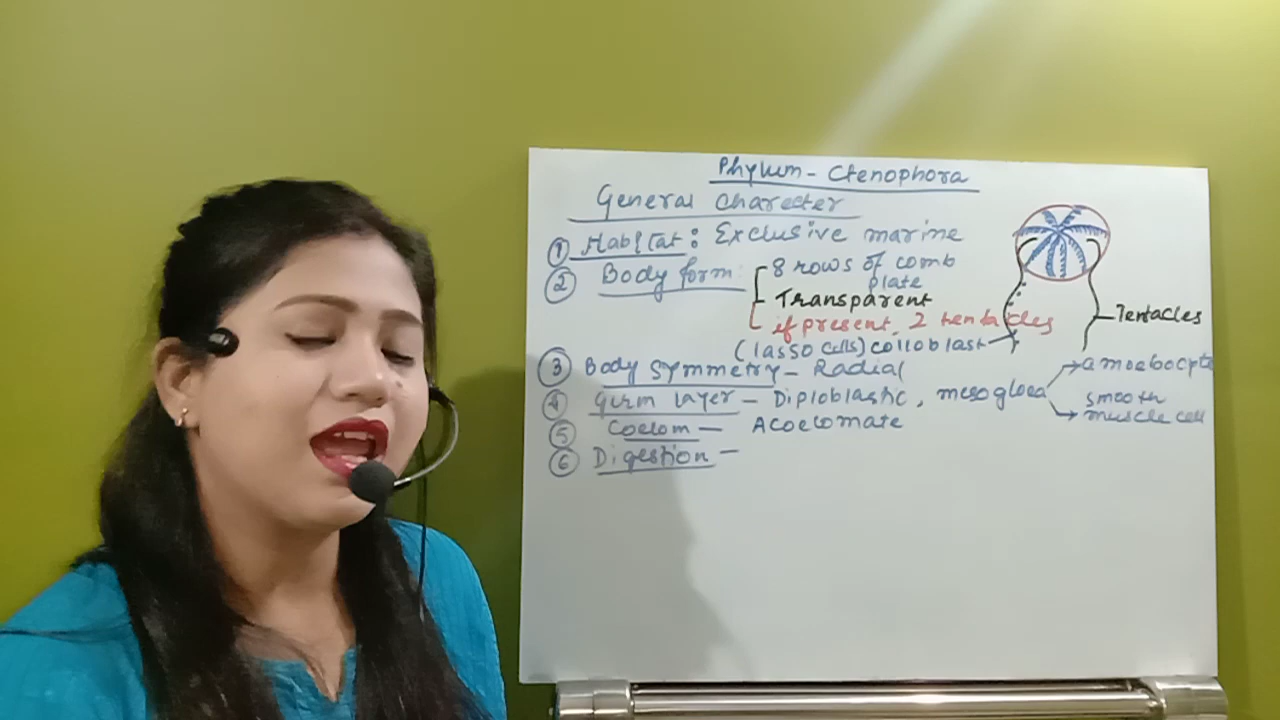 Phylum - Ctenophora
General Charecter
① Habitat : Exclusive marine
② Body form : 8 rows of comb plate
Transparent
if present, 2 tentacles
(lasso cells) colloblast
Tentacles
③ Body symmetry - Radial
④ Germ layer - Diploblastic, mesogloea
amoebocyte
smooth
muscle cell
⑤ Coelom - Acoelomate
⑥ Digestion -